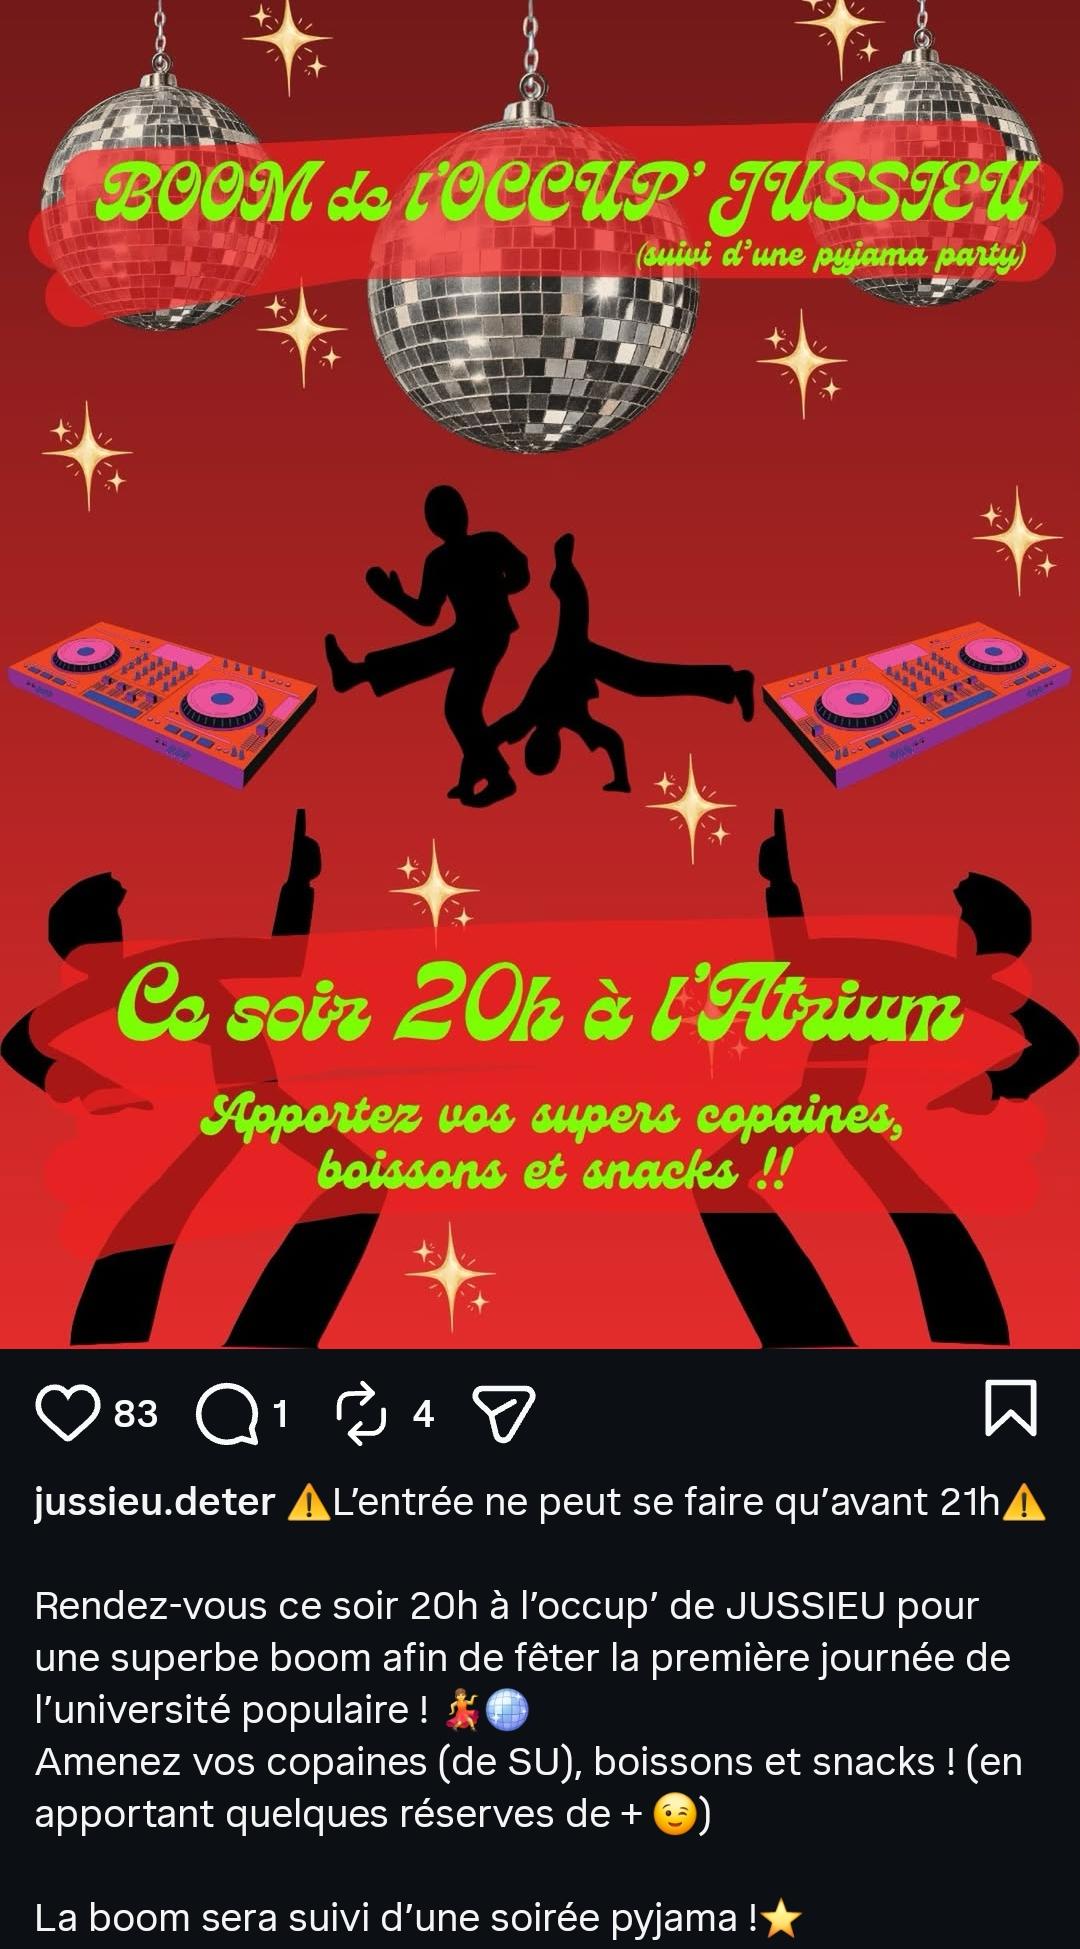 BOOM de l'OCCUP' JUSSIEU
(suivi d'une pyjama party)
Ce soir 20h à l'Atrium
Apportez vos supers copaines,
boissons et snacks !!
83 1 4
jussieu.deter ⚠️L'entrée ne peut se faire qu'avant 21h⚠️
Rendez-vous ce soir 20h à l'occup' de JUSSIEU pour
une superbe boom afin de fêter la première journée de
l'université populaire ! 💃🪩
Amenez vos copaines (de SU), boissons et snacks ! (en
apportant quelques réserves de + 😉)
La boom sera suivi d'une soirée pyjama !⭐